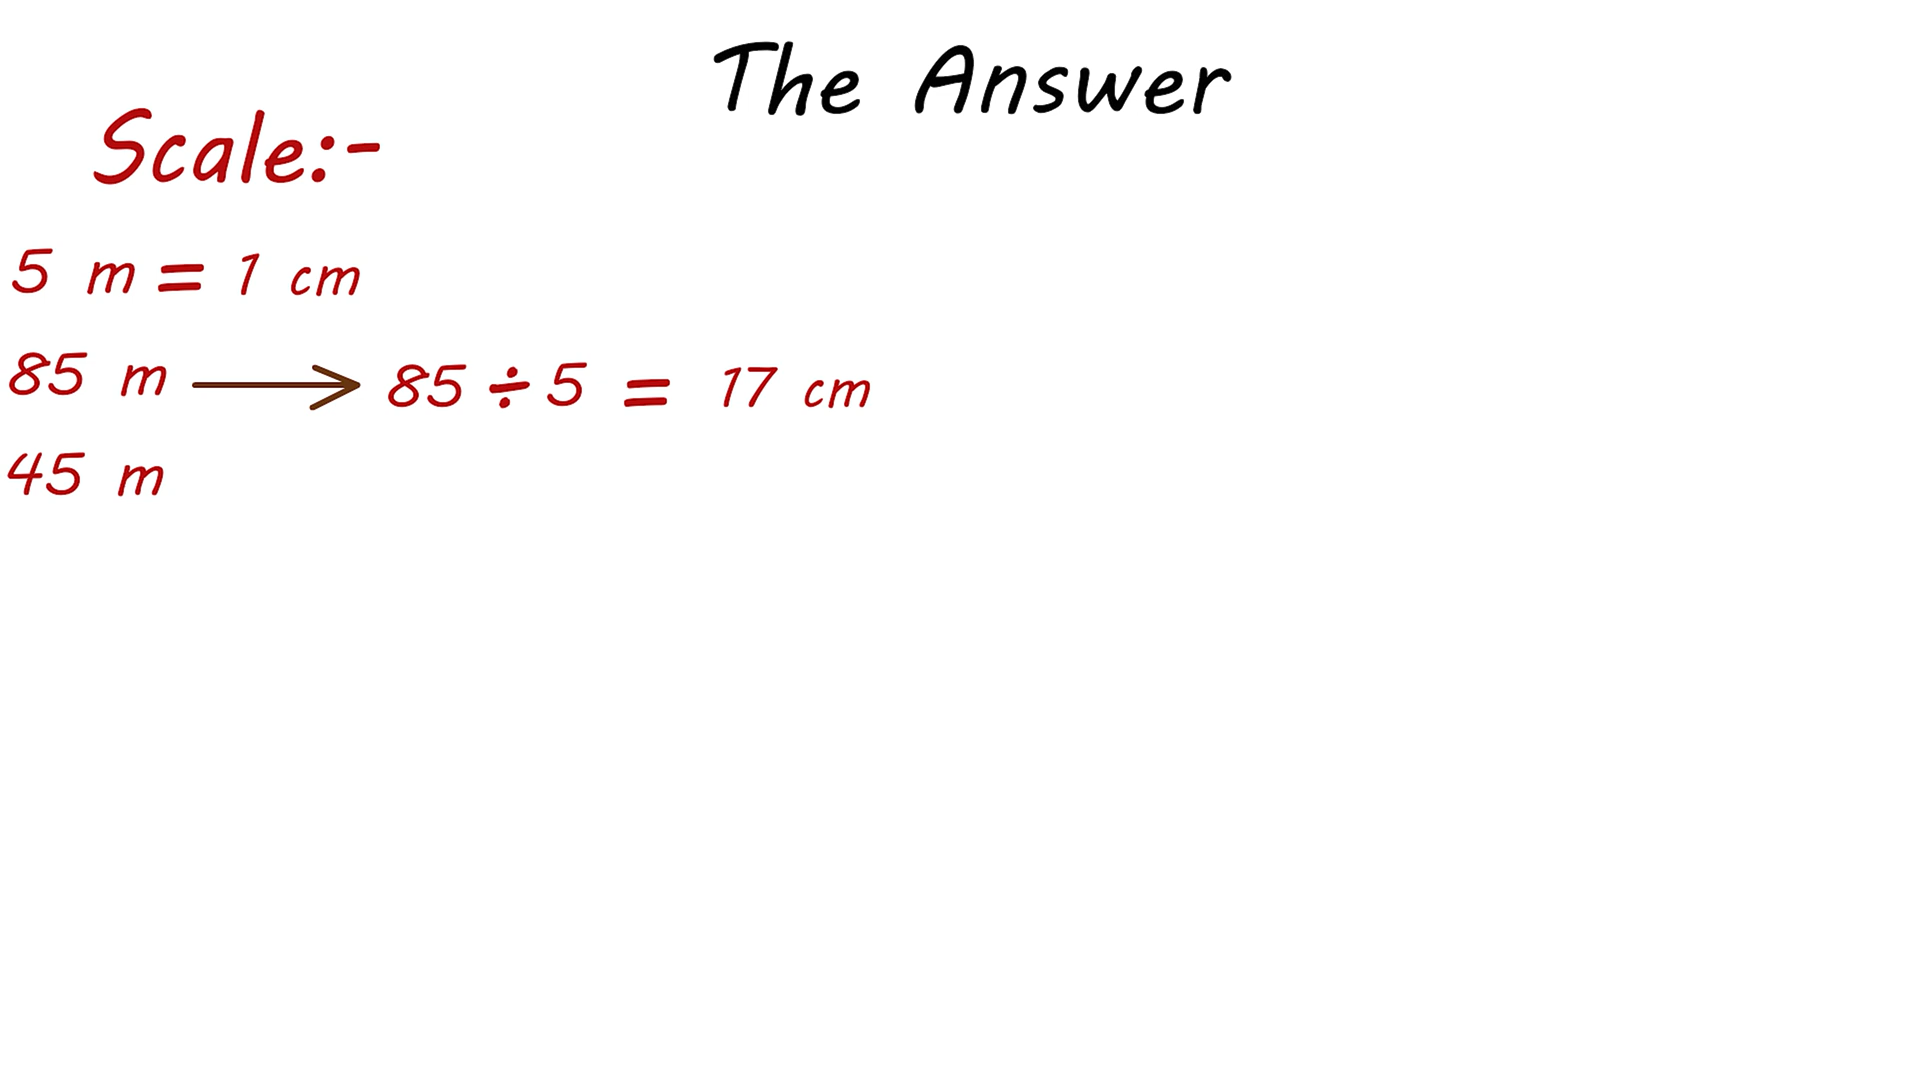 The Answer
Scale:-
5 m = 1 cm
85 m → 85 ÷ 5 = 17 cm
45 m